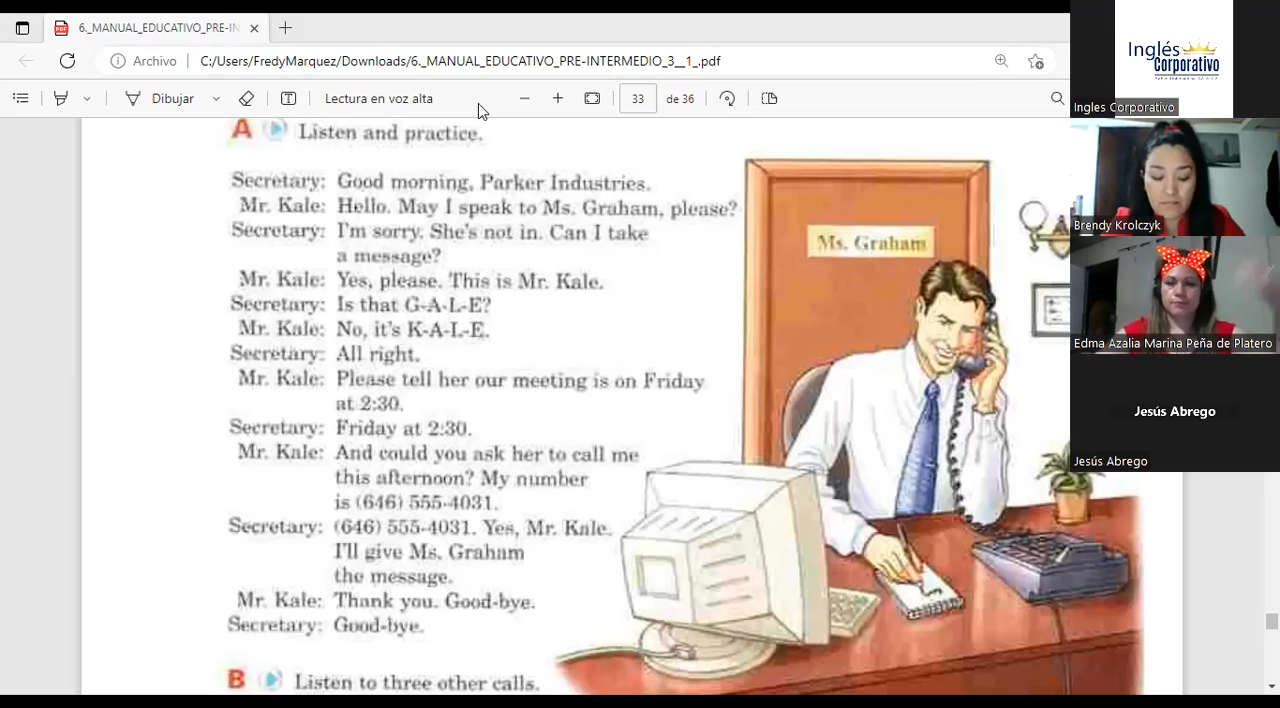 6._MANUAL_EDUCATIVO_PRE-IN
Archivo
C:/Users/FredyMarquez/Downloads/6._MANUAL_EDUCATIVO_PRE-INTERMEDIO_3__1_.pdf
Dibujar
Lectura en voz alta
33
de 36
A Listen and practice.
Secretary: Good morning, Parker Industries.
Mr. Kale: Hello. May I speak to Ms. Graham, please?
Secretary: I'm sorry. She's not in. Can I take
a message?
Mr. Kale: Yes, please. This is Mr. Kale.
Secretary: Is that G-A-L-E?
Mr. Kale: No, it's K-A-L-E.
Secretary: All right.
Mr. Kale: Please tell her our meeting is on Friday
at 2:30.
Secretary: Friday at 2:30.
Mr. Kale: And could you ask her to call me
this afternoon? My number
is (646) 555-4031.
Secretary: (646) 555-4031. Yes, Mr. Kale.
I'll give Ms. Graham
the message.
Mr. Kale: Thank you. Good-bye.
Secretary: Good-bye.
B Listen to three other calls.
Ms. Graham
Inglés
Corporativo
Ingles Corporativo
Brendy Krolczyk
Edma Azalia Marina Peña de Platero
Jesús Abrego
Jesús Abrego